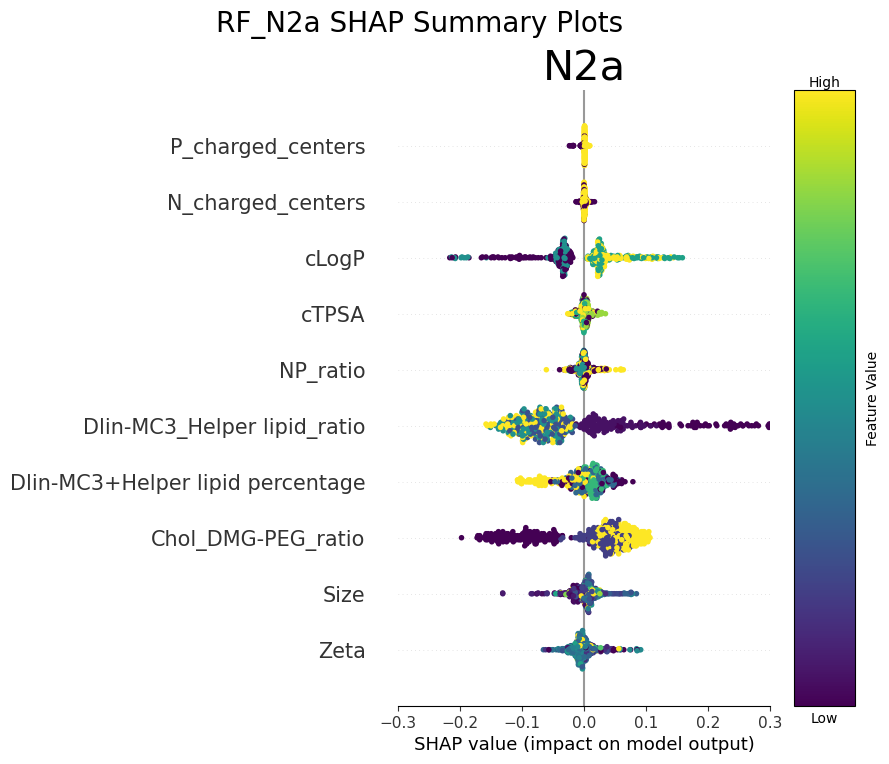 RF_N2a SHAP Summary Plots
N2a
High
P_charged_centers
N_charged_centers
cLogP
cTPSA
NP_ratio
Dlin-MC3_Helper lipid_ratio
Dlin-MC3+Helper lipid percentage
Chol_DMG-PEG_ratio
Size
Zeta
Feature Value
Low
−0.3 −0.2 −0.1 0.0 0.1 0.2 0.3
SHAP value (impact on model output)